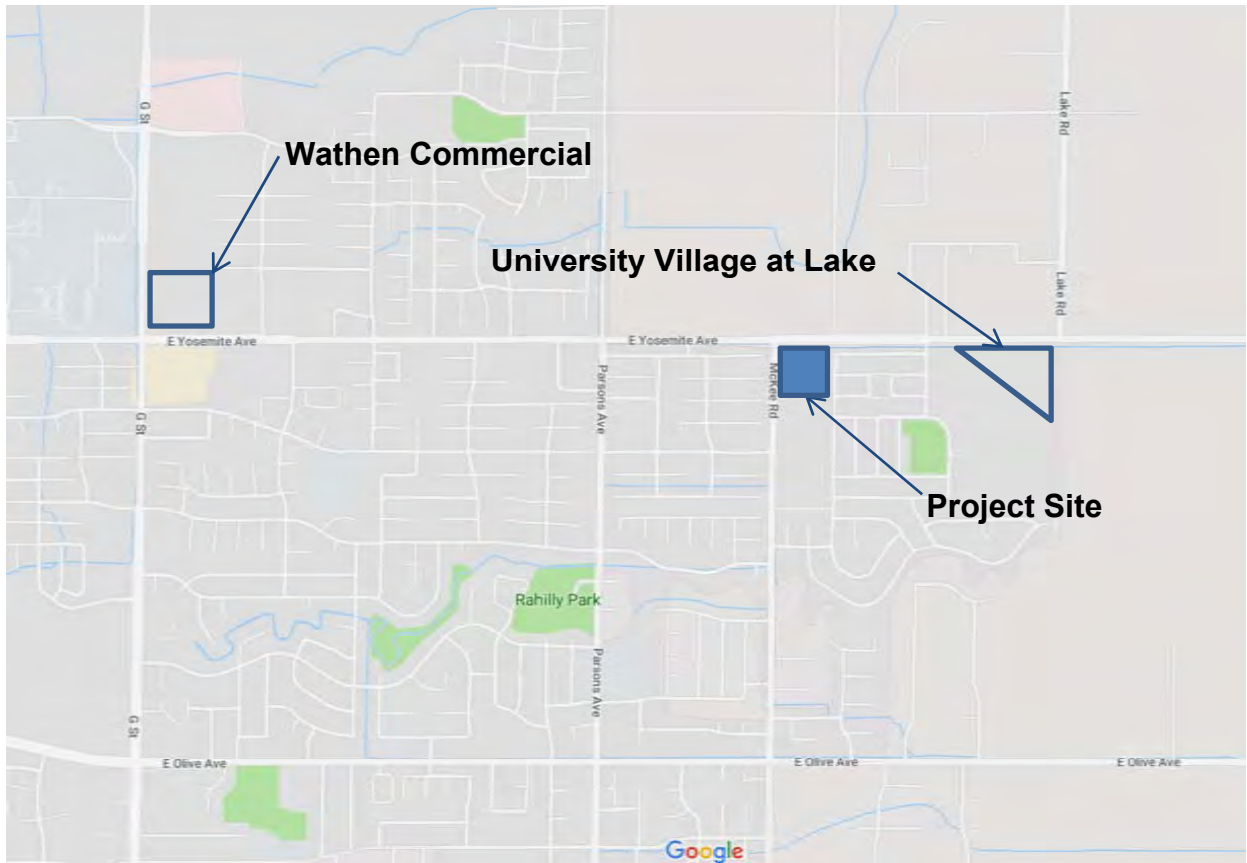 Lake Rd
G St
Wathen Commercial
University Village at Lake
Lake Rd
E Yosemite Ave
E Yosemite Ave
McKee Rd
Parsons Ave
G St
Project Site
Rahilly Park
Parsons Ave
G St
E Olive Ave
E Olive Ave
E Olive Ave
Google